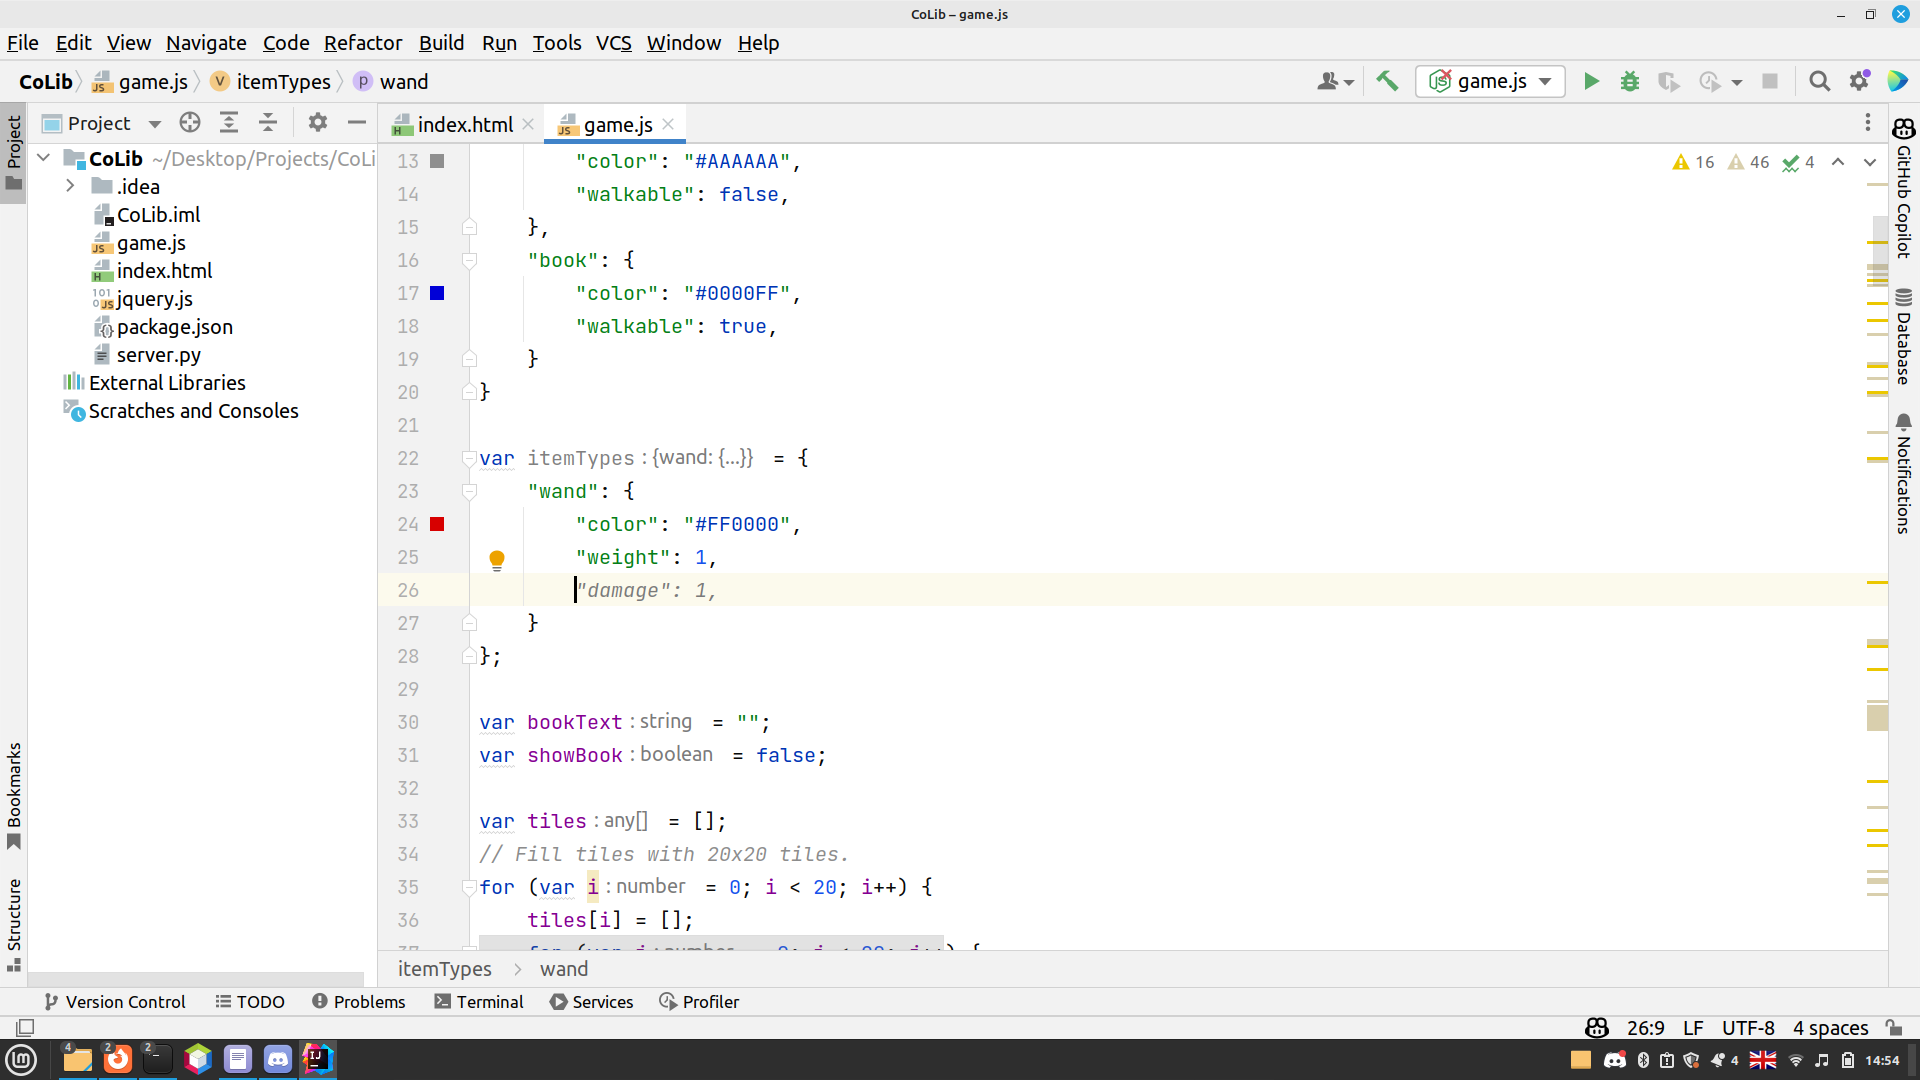 CoLib – game.js
File Edit View Navigate Code Refactor Build Run Tools VCS Window Help
CoLib game.js itemTypes wand game.js
Project
index.html game.js
CoLib ~/Desktop/Projects/CoLi
.idea
CoLib.iml
game.js
index.html
jquery.js
package.json
server.py
External Libraries
Scratches and Consoles
Project
Bookmarks
Structure
16 46 4
13 "color": "#AAAAAA",
14 "walkable": false,
15 },
16 "book": {
17 "color": "#0000FF",
18 "walkable": true,
19 }
20 }
21
22 var itemTypes : {wand: {...}} = {
23 "wand": {
24 "color": "#FF0000",
25 "weight": 1,
26 "damage": 1,
27 }
28 };
29
30 var bookText : string = "";
31 var showBook : boolean = false;
32
33 var tiles : any[] = [];
34 // Fill tiles with 20x20 tiles.
35 for (var i : number = 0; i < 20; i++) {
36 tiles[i] = [];
GitHub Copilot
Database
Notifications
itemTypes > wand
Version Control TODO Problems Terminal Services Profiler
26:9 LF UTF-8 4 spaces
4 2 2 4 14:54